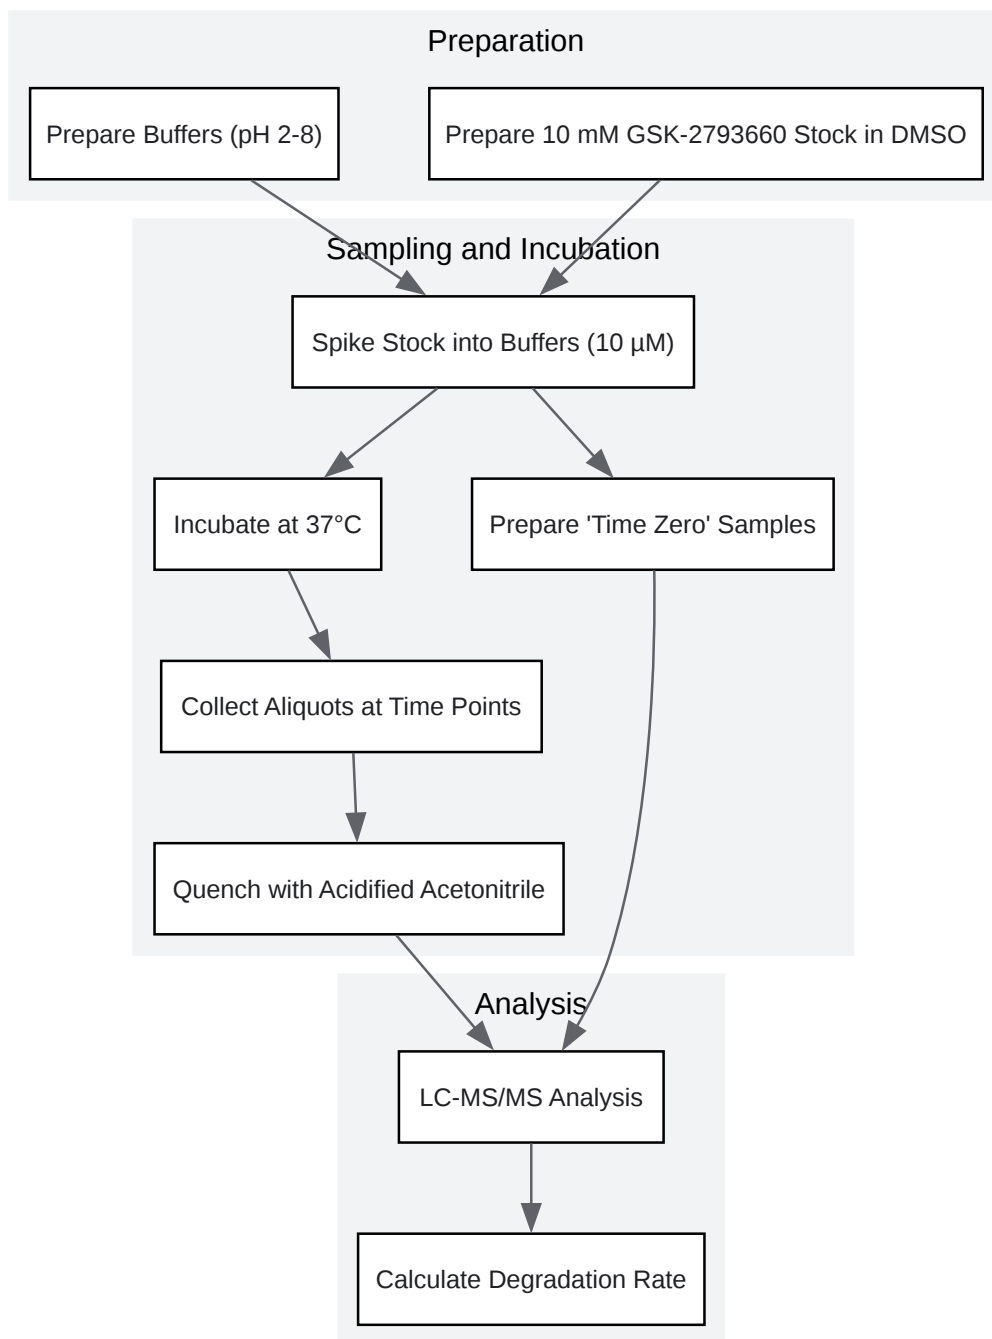 Preparation
Prepare Buffers (pH 2-8)
Prepare 10 mM GSK-2793660 Stock in DMSO
Sampling and Incubation
Spike Stock into Buffers (10 µM)
Incubate at 37°C
Prepare 'Time Zero' Samples
Collect Aliquots at Time Points
Quench with Acidified Acetonitrile
Analysis
LC-MS/MS Analysis
Calculate Degradation Rate